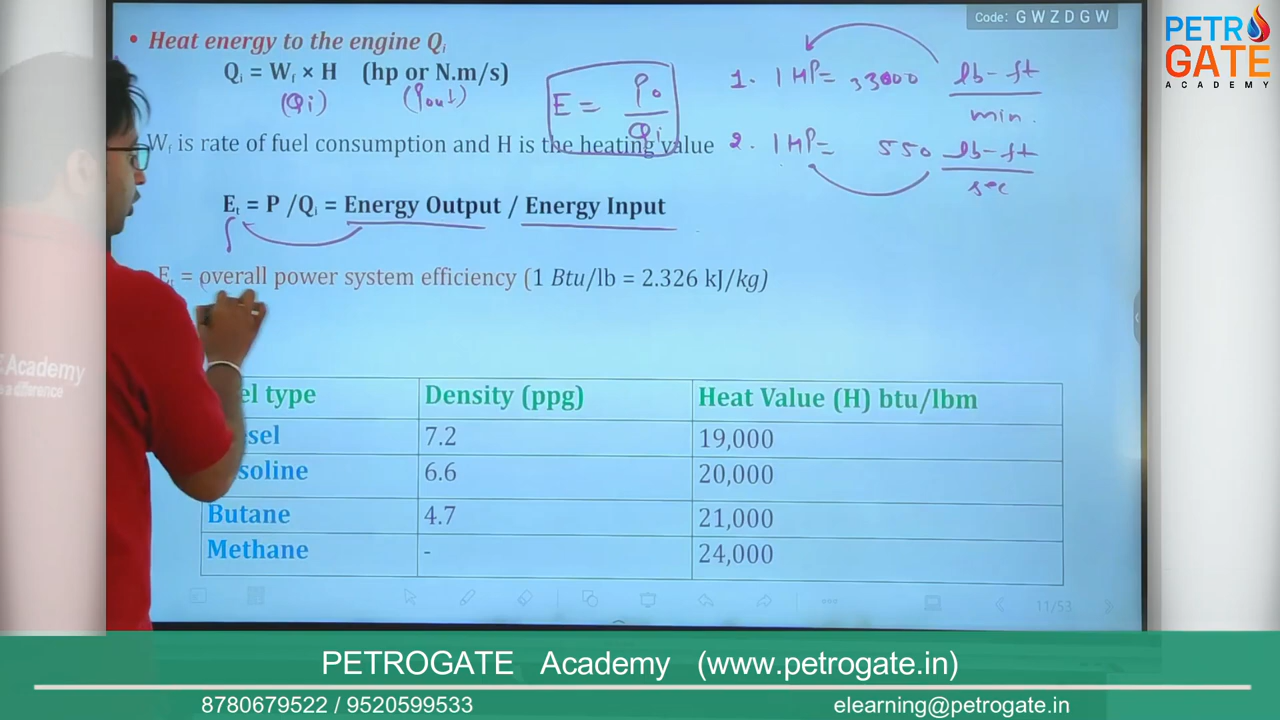 Code: G W Z D G W
PETRO
GATE
ACADEMY
• Heat energy to the engine Qi
Qi = Wf × H (hp or N.m/s)
(Qi) (Pout)
E = Po / Qi
1. 1 HP = 33000 lb-ft / min.
2. 1 HP = 550 lb-ft / sec
Wf is rate of fuel consumption and H is the heating value
Et = P /Qi = Energy Output / Energy Input
Et = overall power system efficiency (1 Btu/lb = 2.326 kJ/kg)
Academy
a difference
el type Density (ppg) Heat Value (H) btu/lbm
sel 7.2 19,000
soline 6.6 20,000
Butane 4.7 21,000
Methane - 24,000
11/53
PETROGATE Academy (www.petrogate.in)
8780679522 / 9520599533 elearning@petrogate.in